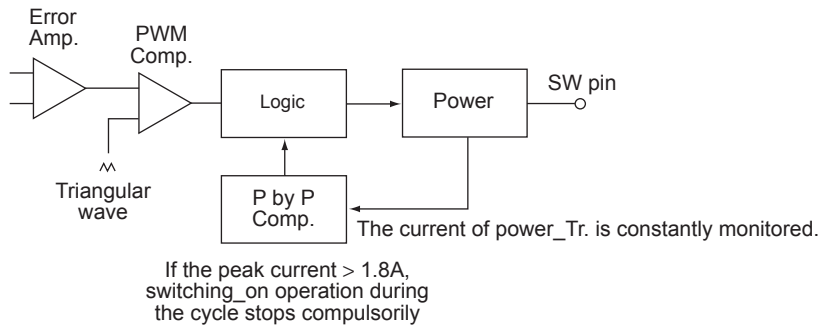 Error
Amp.
PWM
Comp.
Logic
Power
SW pin
Triangular
wave
P by P
Comp.
The current of power_Tr. is constantly monitored.
If the peak current > 1.8A,
switching_on operation during
the cycle stops compulsorily